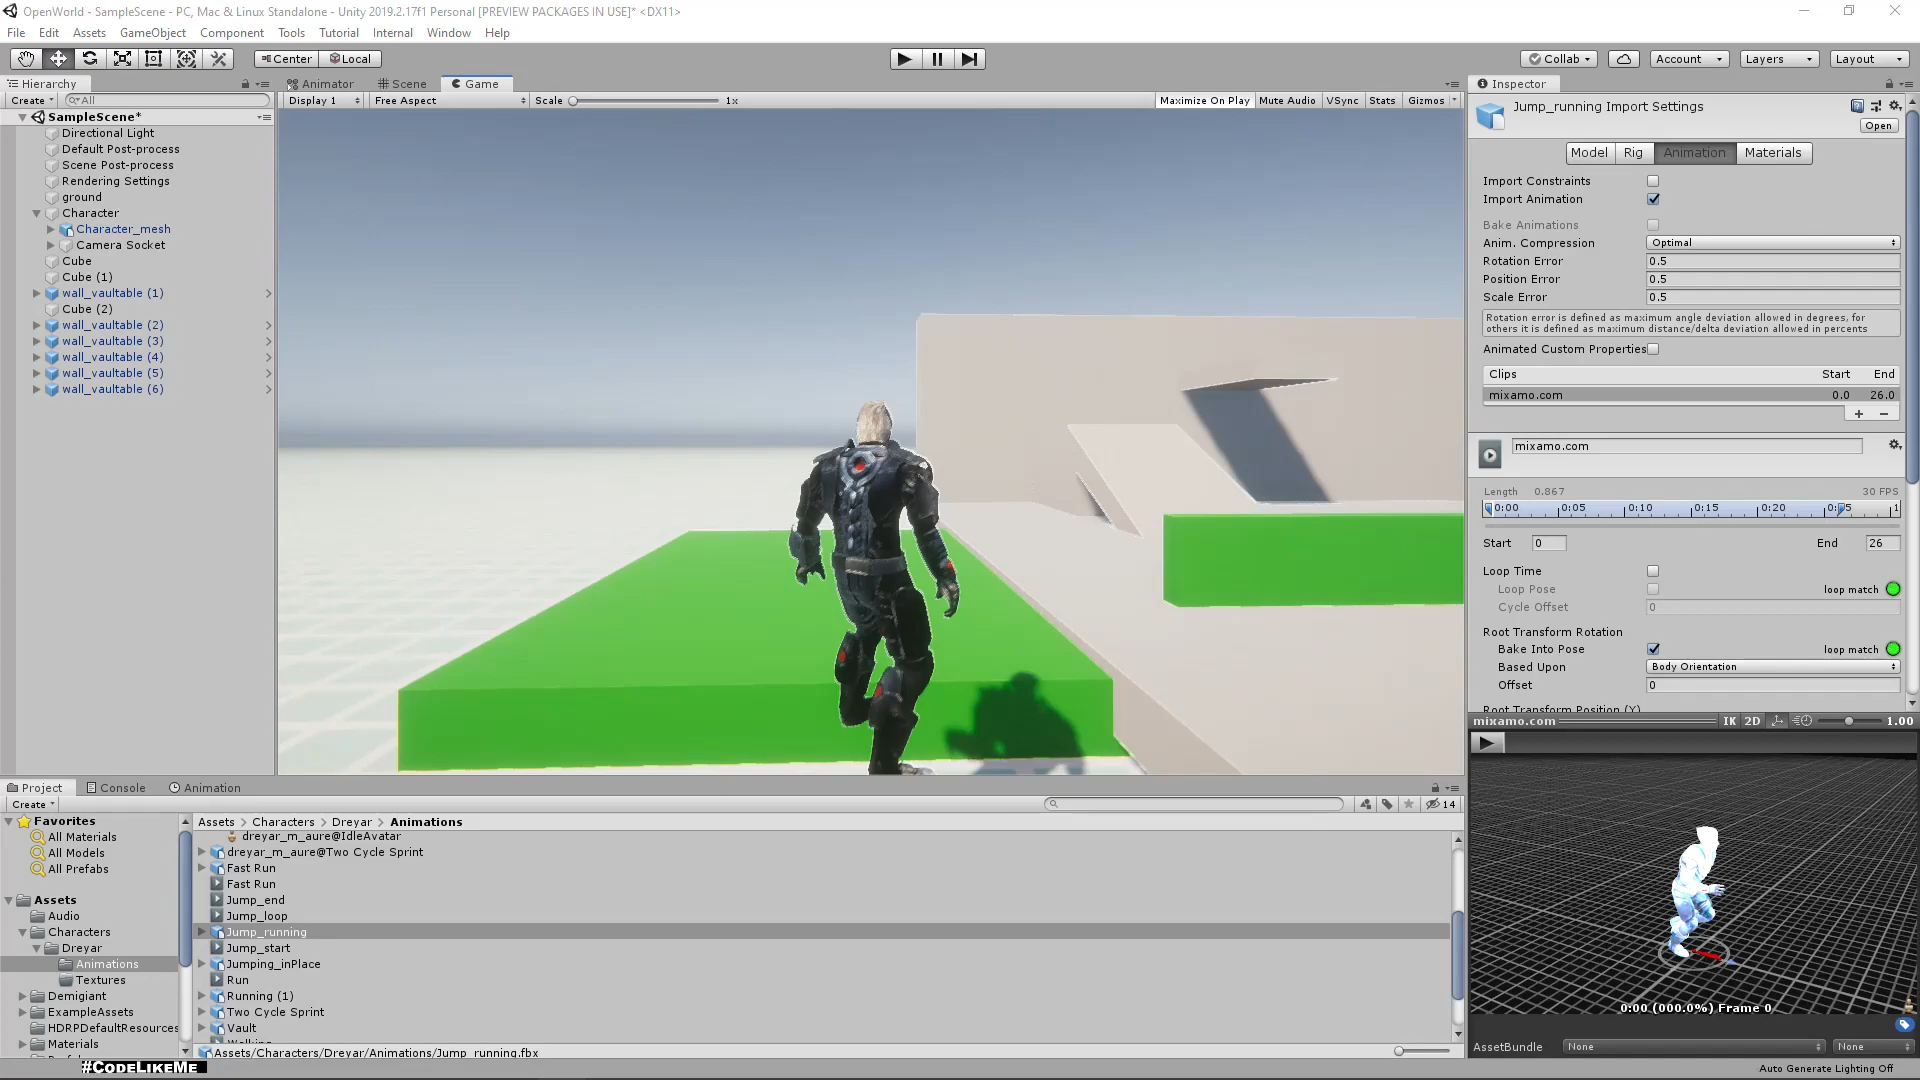 OpenWorld - SampleScene - PC, Mac & Linux Standalone - Unity 2019.2.17f1 Personal [PREVIEW PACKAGES IN USE]* <DX11>
File Edit Assets GameObject Component Tools Tutorial Internal Window Help
Center Local Collab Account Layers Layout
Hierarchy Animator Scene Game Inspector
Create All Display 1 Free Aspect Scale 1x Maximize On Play Mute Audio VSync Stats Gizmos
SampleScene*
Directional Light
Default Post-process
Scene Post-process
Rendering Settings
ground
Character
Character_mesh
Camera Socket
Cube
Cube (1)
wall_vaultable (1)
Cube (2)
wall_vaultable (2)
wall_vaultable (3)
wall_vaultable (4)
wall_vaultable (5)
wall_vaultable (6)
Jump_running Import Settings
Open
Model Rig Animation Materials
Import Constraints
Import Animation
Bake Animations
Anim. Compression Optimal
Rotation Error 0.5
Position Error 0.5
Scale Error 0.5
Rotation error is defined as maximum angle deviation allowed in degrees, for
others it is defined as maximum distance/delta deviation allowed in percents
Animated Custom Properties
Clips Start End
mixamo.com 0.0 26.0
+ −
mixamo.com
Length 0.867 30 FPS
0:00 0:05 0:10 0:15 0:20
Start 0 End 26
Loop Time
Loop Pose loop match
Cycle Offset 0
Root Transform Rotation
Bake Into Pose loop match
Based Upon Body Orientation
Offset 0
Root Transform Position (Y)
mixamo.com IK 2D 1.00
0:00 (000.0%) Frame 0
AssetBundle None None
Auto Generate Lighting Off
Project Console Animation
Create 14
Favorites
All Materials
All Models
All Prefabs
Assets
Audio
Characters
Dreyar
Animations
Textures
Demigiant
ExampleAssets
HDRPDefaultResources
Materials
Assets > Characters > Dreyar > Animations
dreyar_m_aure@IdleAvatar
dreyar_m_aure@Two Cycle Sprint
Fast Run
Fast Run
Jump_end
Jump_loop
Jump_running
Jump_start
Jumping_inPlace
Run
Running (1)
Two Cycle Sprint
Vault
Assets/Characters/Dreyar/Animations/Jump_running.fbx
#CodeLikeMe